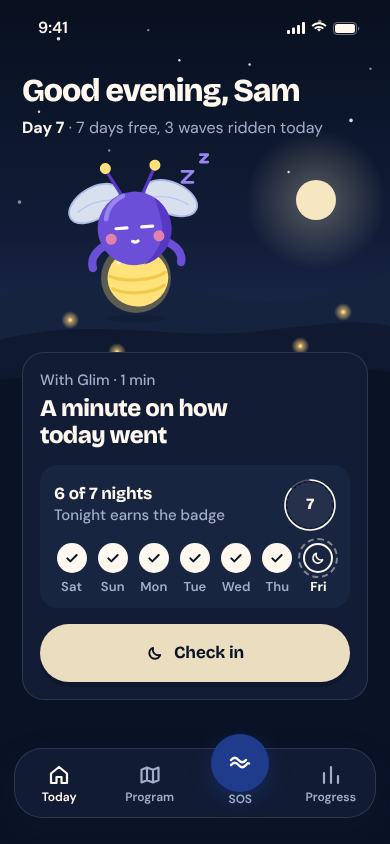 9:41
Good evening, Sam
Day 7 · 7 days free, 3 waves ridden today
z
z
With Glim · 1 min
A minute on how
today went
6 of 7 nights
Tonight earns the badge
7
Sat Sun Mon Tue Wed Thu Fri
Check in
Today Program SOS Progress